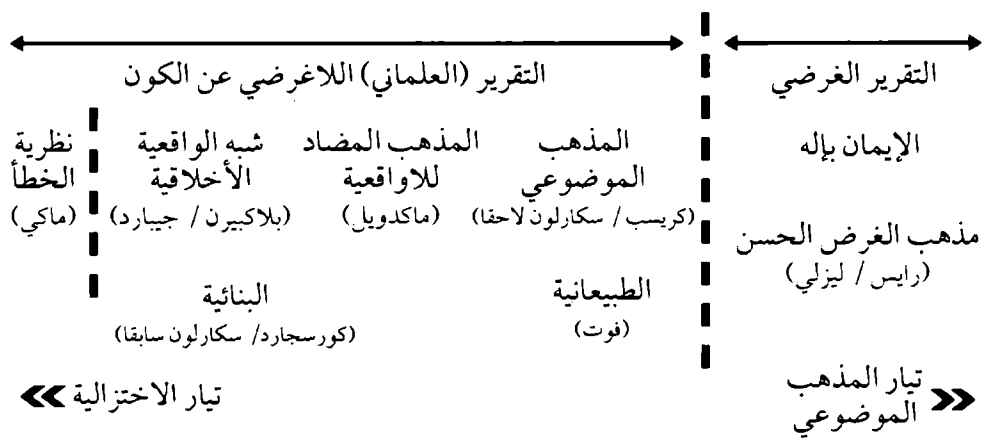 التقرير الغرضي
التقرير (العلماني) اللاغرضي عن الكون
الإيمان بإله
مذهب الغرض الحسن
(رايس / ليزلي)
المذهب
الموضوعي
(كريسب / سكارلون لاحقا)
المذهب المضاد
للاواقعية
(ماكدويل)
شبه الواقعية
الأخلاقية
(بلاكبيرن / جيبارد)
نظرية
الخطأ
(ماكي)
الطبيعانية
(فوت)
البنائية
(كورسجارد/ سكارلون سابقا)
تيار المذهب
الموضوعي
تيار الاختزالية